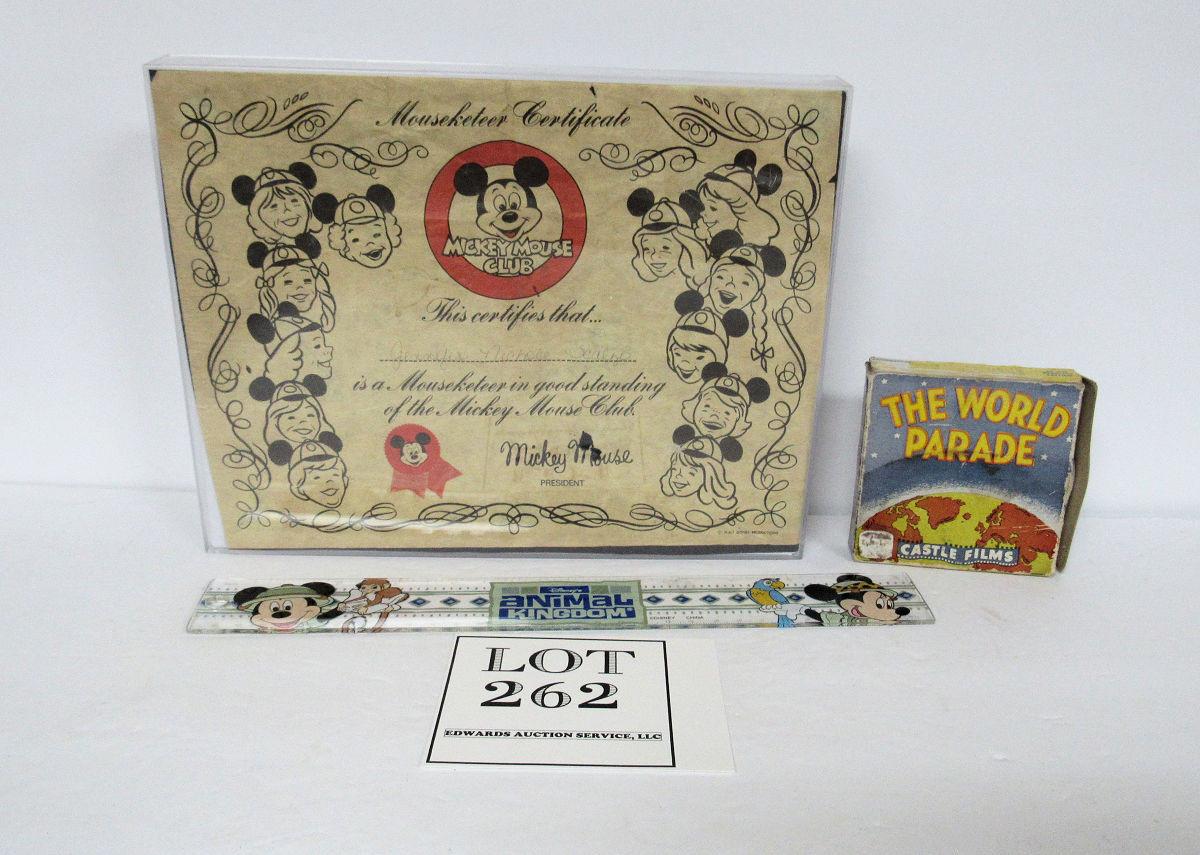 Mouseketeer Certificate
MICKEY MOUSE
CLUB
This certifies that...
is a Mouseketeer in good standing
of the Mickey Mouse Club.
Mickey Mouse
PRESIDENT
THE WORLD
PARADE
CASTLE FILMS
Disney's
ANIMAL
KINGDOM
©DISNEY CHINA
LOT
262
EDWARDS AUCTION SERVICE, LLC